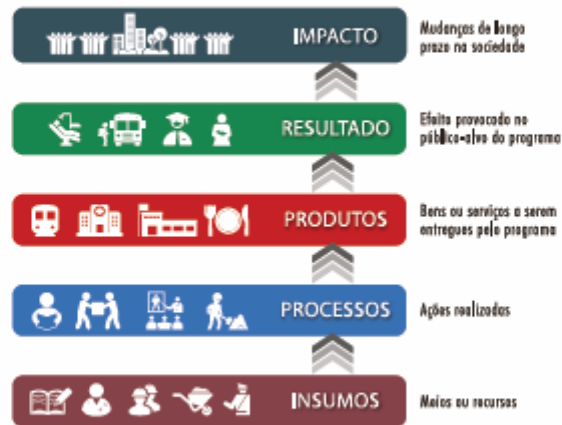 IMPACTO
Mudanças de longo
prazo na sociedade
RESULTADO
Efeito provocado no
público-alvo do programa
PRODUTOS
Bens ou serviços a serem
entregues pelo programa
PROCESSOS
Ações realizadas
INSUMOS
Meios ou recursos